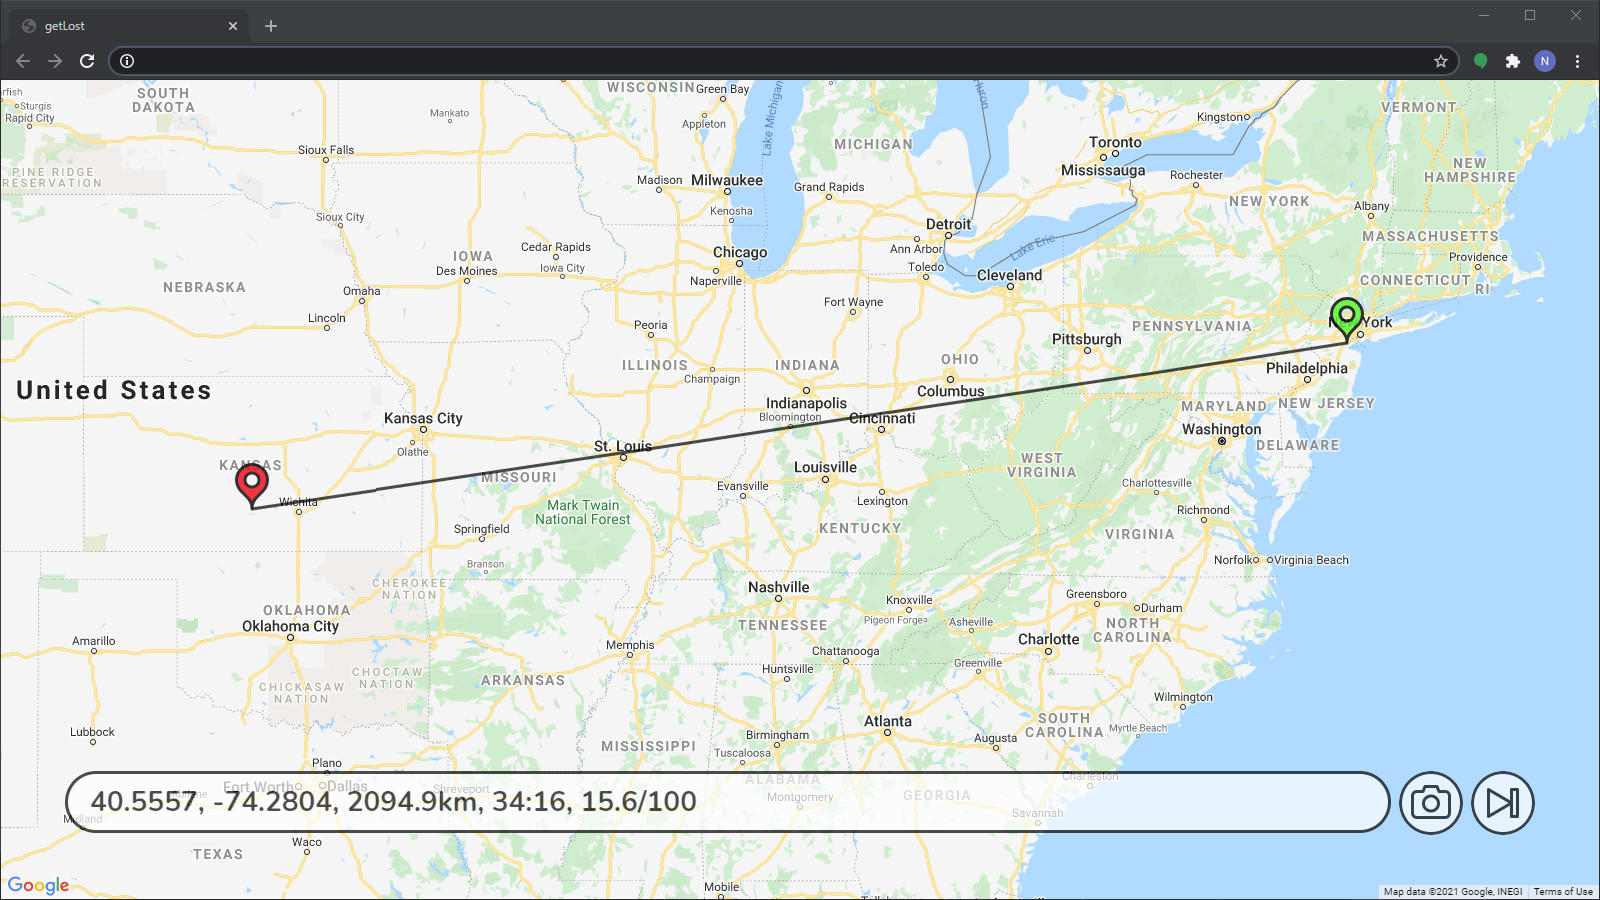 getLost
N
WISCONSIN
Green Bay
SOUTH
DAKOTA
Sturgis
Rapid City
Mankato
Appleton
Lake Michigan
Huron
Kingston
VERMONT
Sioux Falls
MICHIGAN
Toronto
Mississauga
NEW
HAMPSHIRE
PINE RIDGE
RESERVATION
Madison
Milwaukee
Grand Rapids
Rochester
NEW YORK
Albany
Sioux City
Kenosha
Detroit
MASSACHUSETTS
IOWA
Cedar Rapids
Chicago
Ann Arbor
Lake Erie
Providence
Des Moines
Iowa City
Naperville
Toledo
Cleveland
CONNECTICUT
RI
NEBRASKA
Omaha
Fort Wayne
Lincoln
Peoria
PENNSYLVANIA
York
Pittsburgh
ILLINOIS
INDIANA
OHIO
Philadelphia
Champaign
United States
Columbus
Indianapolis
MARYLAND
NEW JERSEY
Kansas City
Bloomington
Cincinnati
Washington
Olathe
St. Louis
DELAWARE
KANSAS
MISSOURI
Louisville
WEST
VIRGINIA
Wichita
Evansville
Lexington
Charlottesville
Mark Twain
National Forest
Richmond
Springfield
KENTUCKY
VIRGINIA
Branson
Norfolk
Virginia Beach
CHEROKEE
NATION
Nashville
Knoxville
Greensboro
Durham
OKLAHOMA
Oklahoma City
TENNESSEE
Pigeon Forge
Asheville
NORTH
CAROLINA
Amarillo
Memphis
Chattanooga
Charlotte
CHOCTAW
NATION
Huntsville
Greenville
CHICKASAW
NATION
ARKANSAS
Wilmington
Lubbock
Atlanta
SOUTH
CAROLINA
Birmingham
Augusta
Myrtle Beach
MISSISSIPPI
Tuscaloosa
Plano
ALABAMA
Charleston
Fort Worth
Dallas
Shreveport
40.5557, -74.2804, 2094.9km, 34:16, 15.6/100
Montgomery
GEORGIA
Savannah
Midland
Waco
TEXAS
Mobile
Google
Map data ©2021 Google, INEGI
Terms of Use